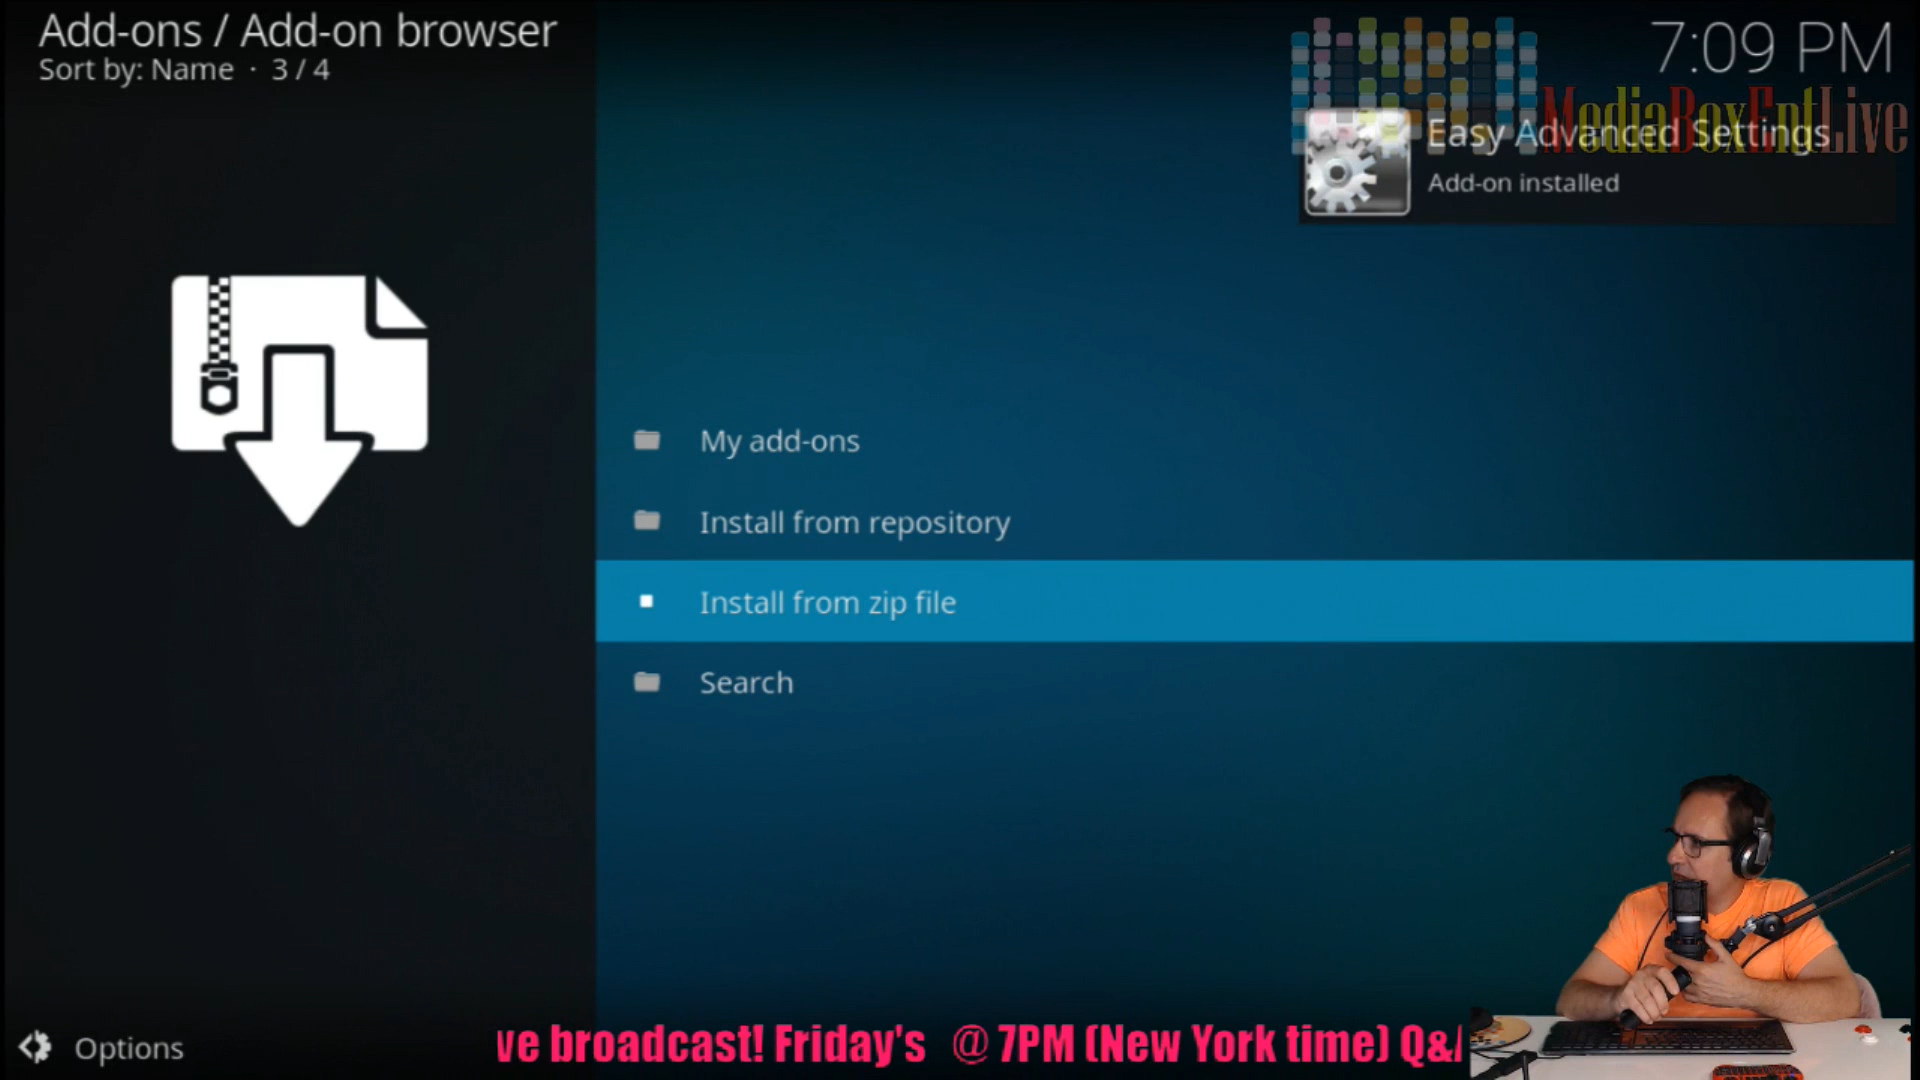 Add-ons / Add-on browser
Sort by: Name · 3 / 4
7:09 PM
MediaBoxEntLive
Easy Advanced Settings
Add-on installed
My add-ons
Install from repository
Install from zip file
Search
Options
ve broadcast! Friday's @ 7PM (New York time) Q&